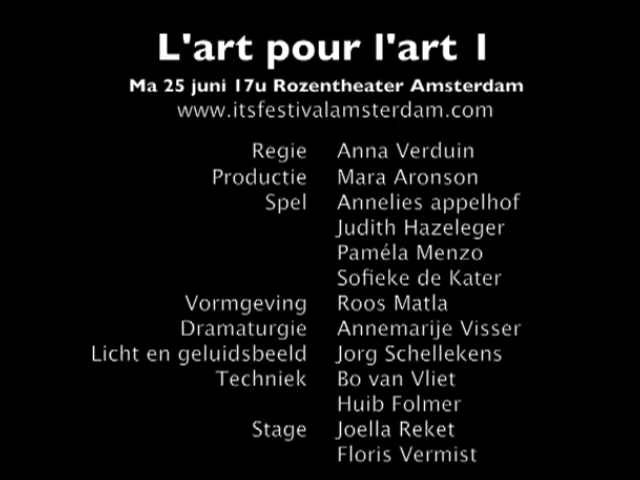 L'art pour l'art 1
Ma 25 juni 17u Rozentheater Amsterdam
www.itsfestivalamsterdam.com
Regie Anna Verduin
Productie Mara Aronson
Spel Annelies appelhof
Judith Hazeleger
Paméla Menzo
Sofieke de Kater
Vormgeving Roos Matla
Dramaturgie Annemarije Visser
Licht en geluidsbeeld Jorg Schellekens
Techniek Bo van Vliet
Huib Folmer
Stage Joella Reket
Floris Vermist